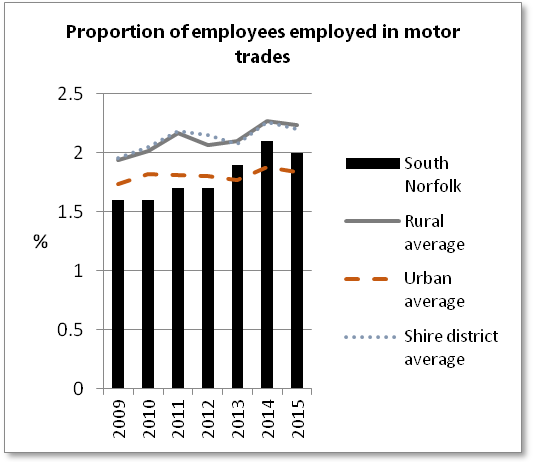 Proportion of employees employed in motor
trades
2.5
2
1.5
1
0.5
0
%
2009
2010
2011
2012
2013
2014
2015
South
Norfolk
Rural
average
Urban
average
Shire district
average